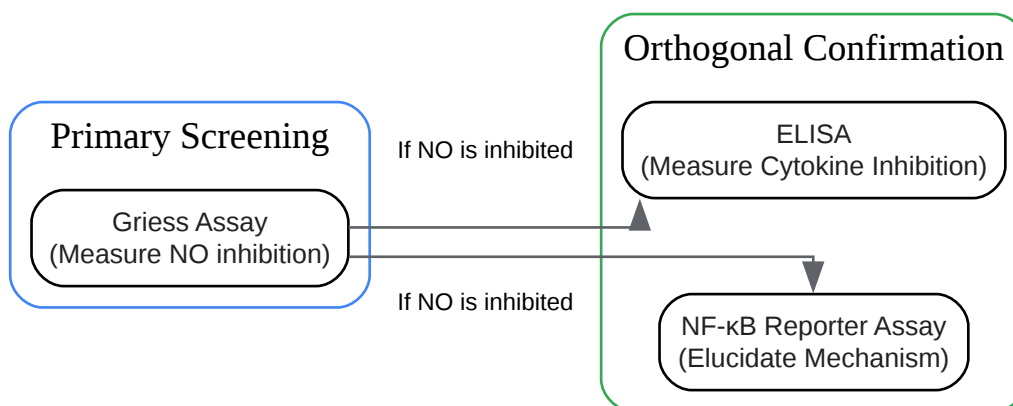 Orthogonal Confirmation
Primary Screening
If NO is inhibited
ELISA
(Measure Cytokine Inhibition)
Griess Assay
(Measure NO inhibition)
If NO is inhibited
NF-κB Reporter Assay
(Elucidate Mechanism)